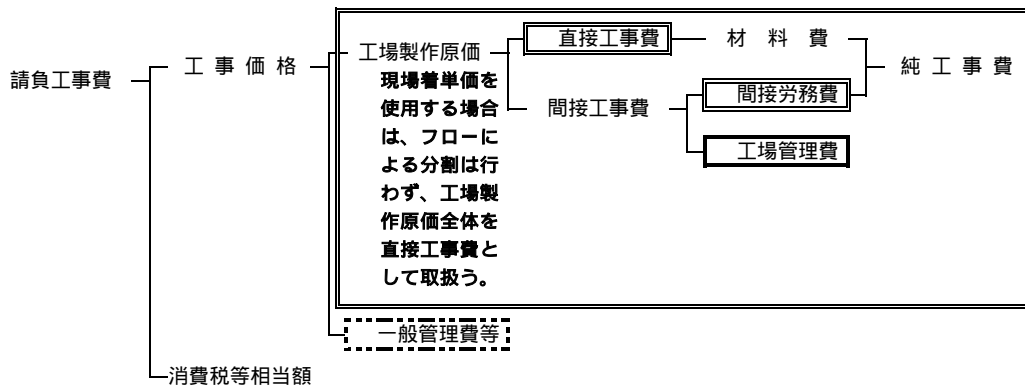 請負工事費
工事価格
工場製作原価
現場着単価を
使用する場合
は、フローに
よる分割は行
わず、工場製
作原価全体を
直接工事費と
して取扱う。
直接工事費
材料費
純工事費
間接工事費
間接労務費
工場管理費
一般管理費等
消費税等相当額